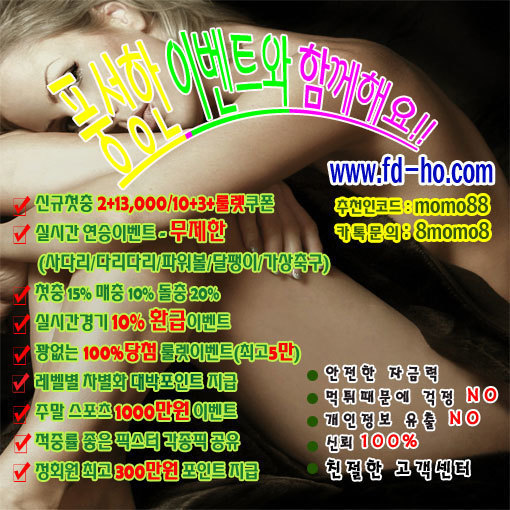 풍성한 이벤트와 함께해요!!
www.fd-ho.com
추천인코드 : momo88
카톡문의 : 8momo8
신규첫충 2+13,000/10+3+룰렛쿠폰
실시간 연승이벤트 - 무제한
(사다리/다리다리/파워볼/달팽이/가상축구)
첫충 15% 매충 10% 돌충 20%
실시간경기 10% 환급이벤트
꽝없는 100%당첨 룰렛이벤트(최고5만)
레벨별 차별화 대박포인트 지급
주말 스포츠 1000만원 이벤트
적중률 좋은 픽스터 각종픽 공유
정회원 최고 300만원 포인트 지급
안전한 자금력
먹튀때문에 걱정 NO
개인정보 유출 NO
신뢰 100%
친절한 고객센터